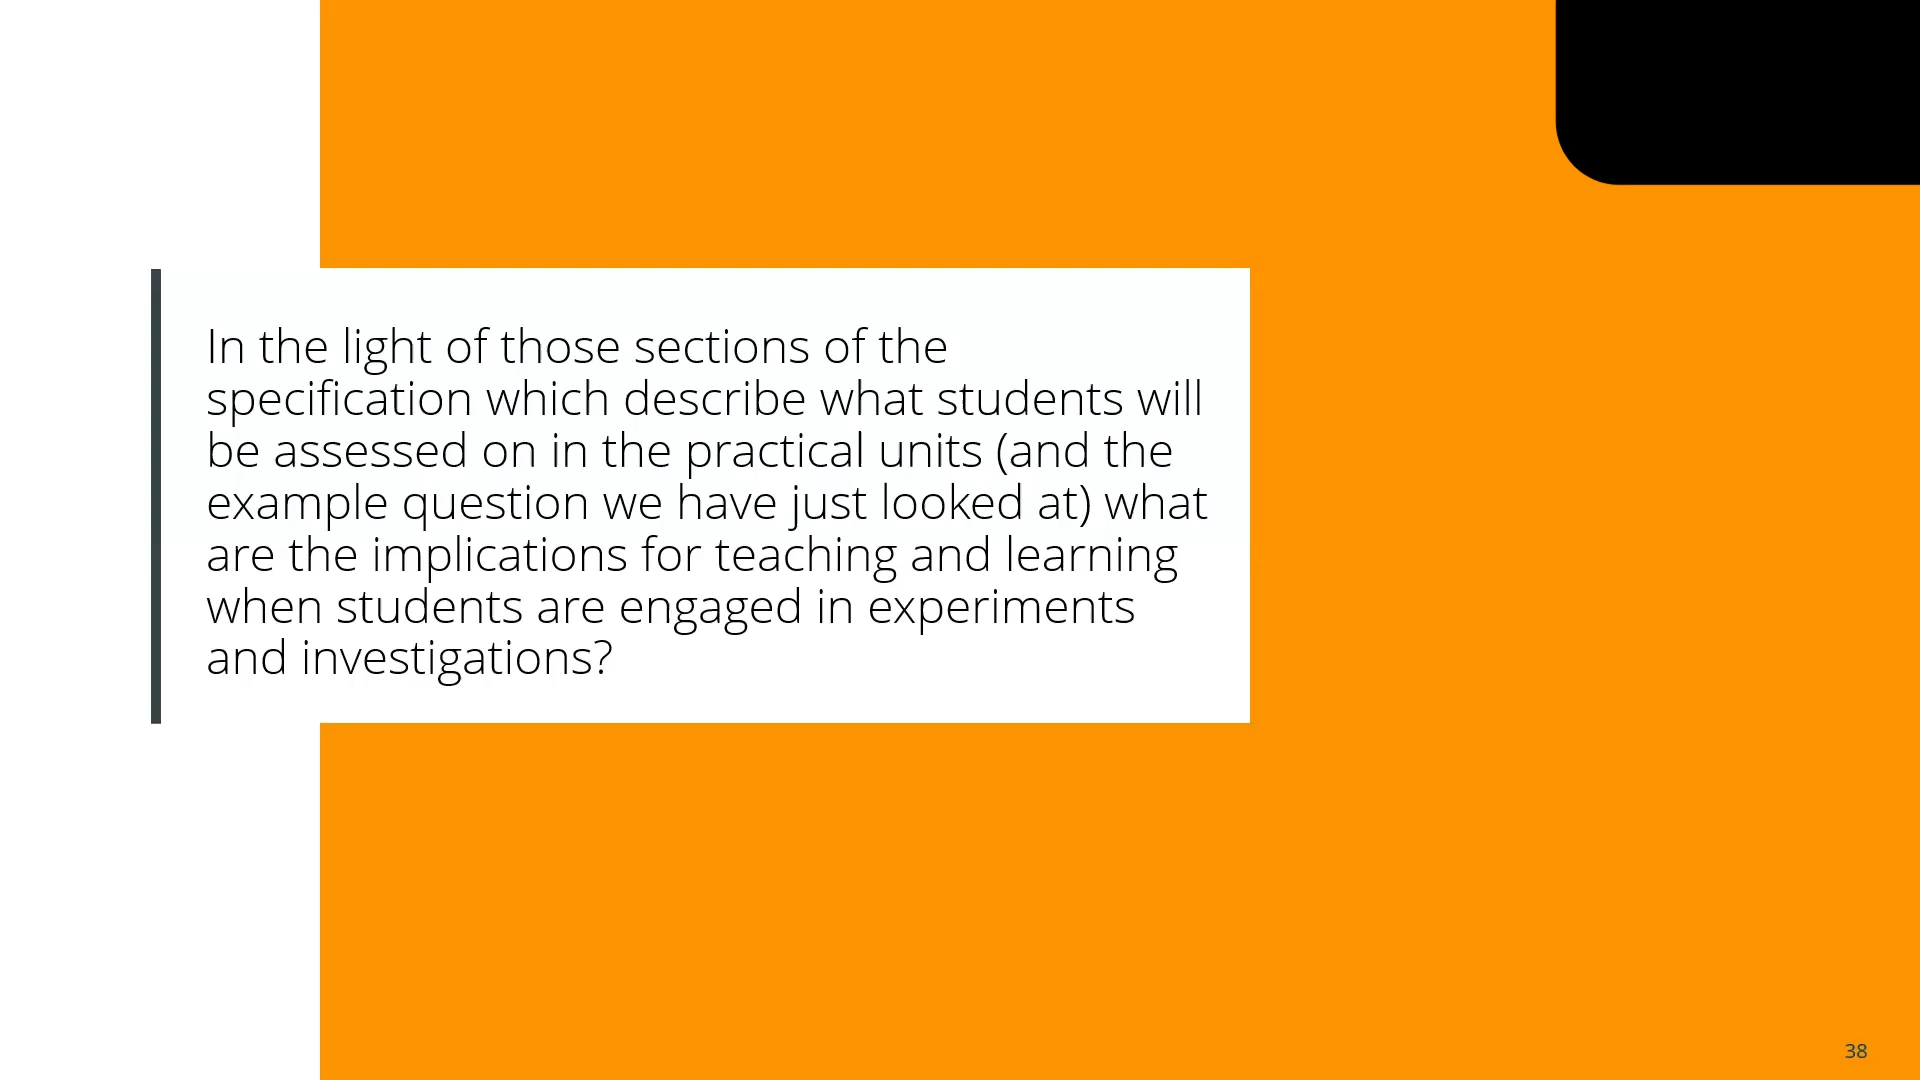 In the light of those sections of the
specification which describe what students will
be assessed on in the practical units (and the
example question we have just looked at) what
are the implications for teaching and learning
when students are engaged in experiments
and investigations?
38